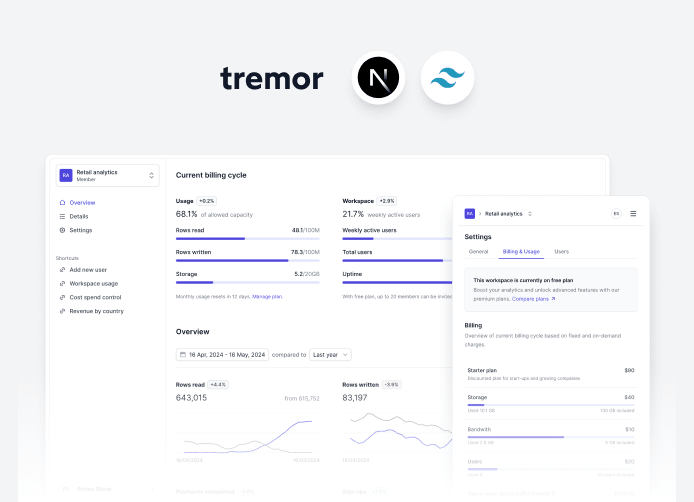 tremor
N
RA
Retail analytics
Member
Overview
Details
Settings
Shortcuts
Add new user
Workspace usage
Cost spend control
Revenue by country
Current billing cycle
Usage +0.2%
68.1% of allowed capacity
Rows read 48.1/100M
Rows written 78.3/100M
Storage 5.2/20GB
Monthly usage resets in 12 days. Manage plan.
Workspace +2.9%
21.7% weekly active users
Weekly active users
Total users
Uptime
With free plan, up to 20 members can be invited
Overview
16 Apr, 2024 - 16 May, 2024 compared to Last year
Rows read +4.4%
643,015 from 615,752
16/04/2024 16/05/2024
Rows written -3.9%
83,197
16/04/2024
RA > Retail analytics ES
Settings
General Billing & Usage Users
This workspace is currently on free plan
Boost your analytics and unlock advanced features with our
premium plans. Compare plans ↗
Billing
Overview of current billing cycle based on fixed and on-demand
charges.
Starter plan $90
Discounted plan for start-ups and growing companies
Storage $40
Used 10.1 GB 100 GB included
Bandwith $10
5 GB included
Users $20